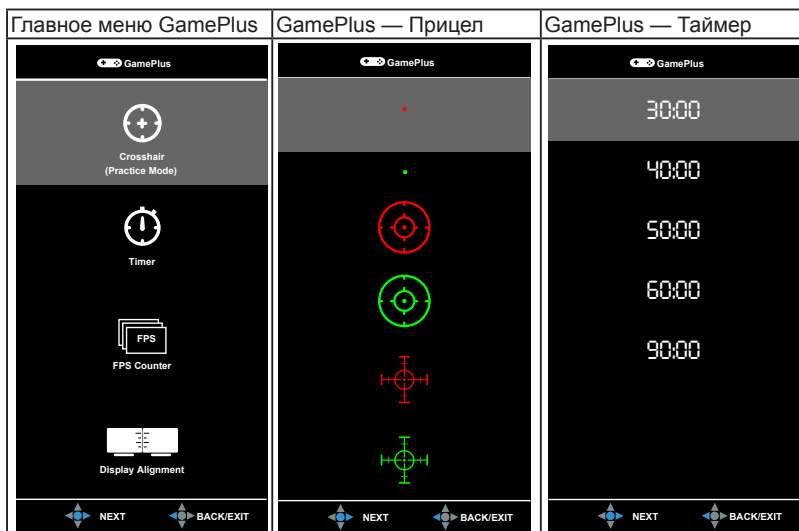 Главное меню GamePlus
GamePlus — Прицел
GamePlus — Таймер
GamePlus
Crosshair
(Practice Mode)
Timer
FPS
FPS Counter
Display Alignment
NEXT BACK/EXIT
GamePlus
NEXT BACK/EXIT
GamePlus
30:00
40:00
50:00
60:00
90:00
NEXT BACK/EXIT